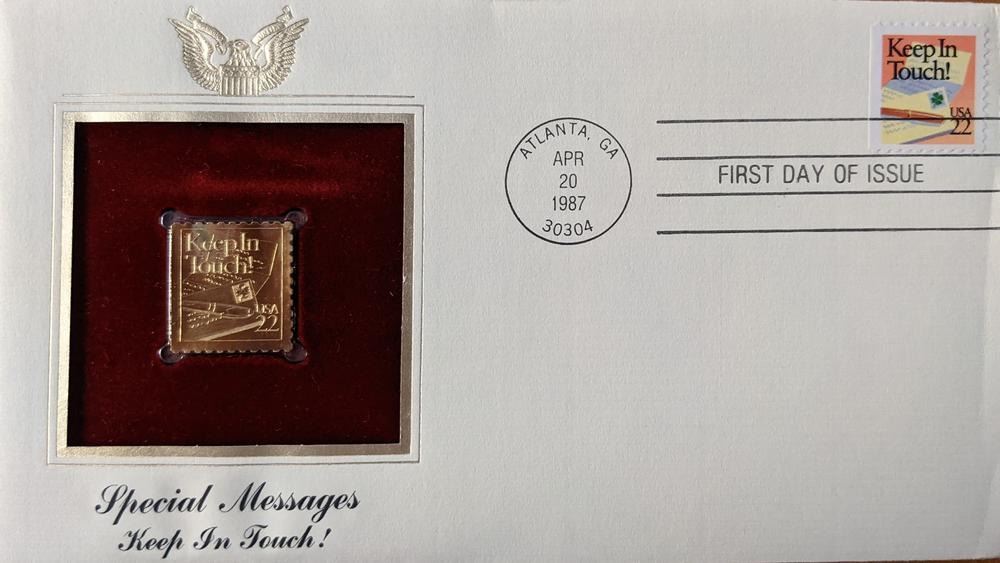 Keep In
Touch!
USA
22
ATLANTA, GA
APR
20
1987
30304
FIRST DAY OF ISSUE
Keep In
Touch!
USA
22
Special Messages
Keep In Touch!